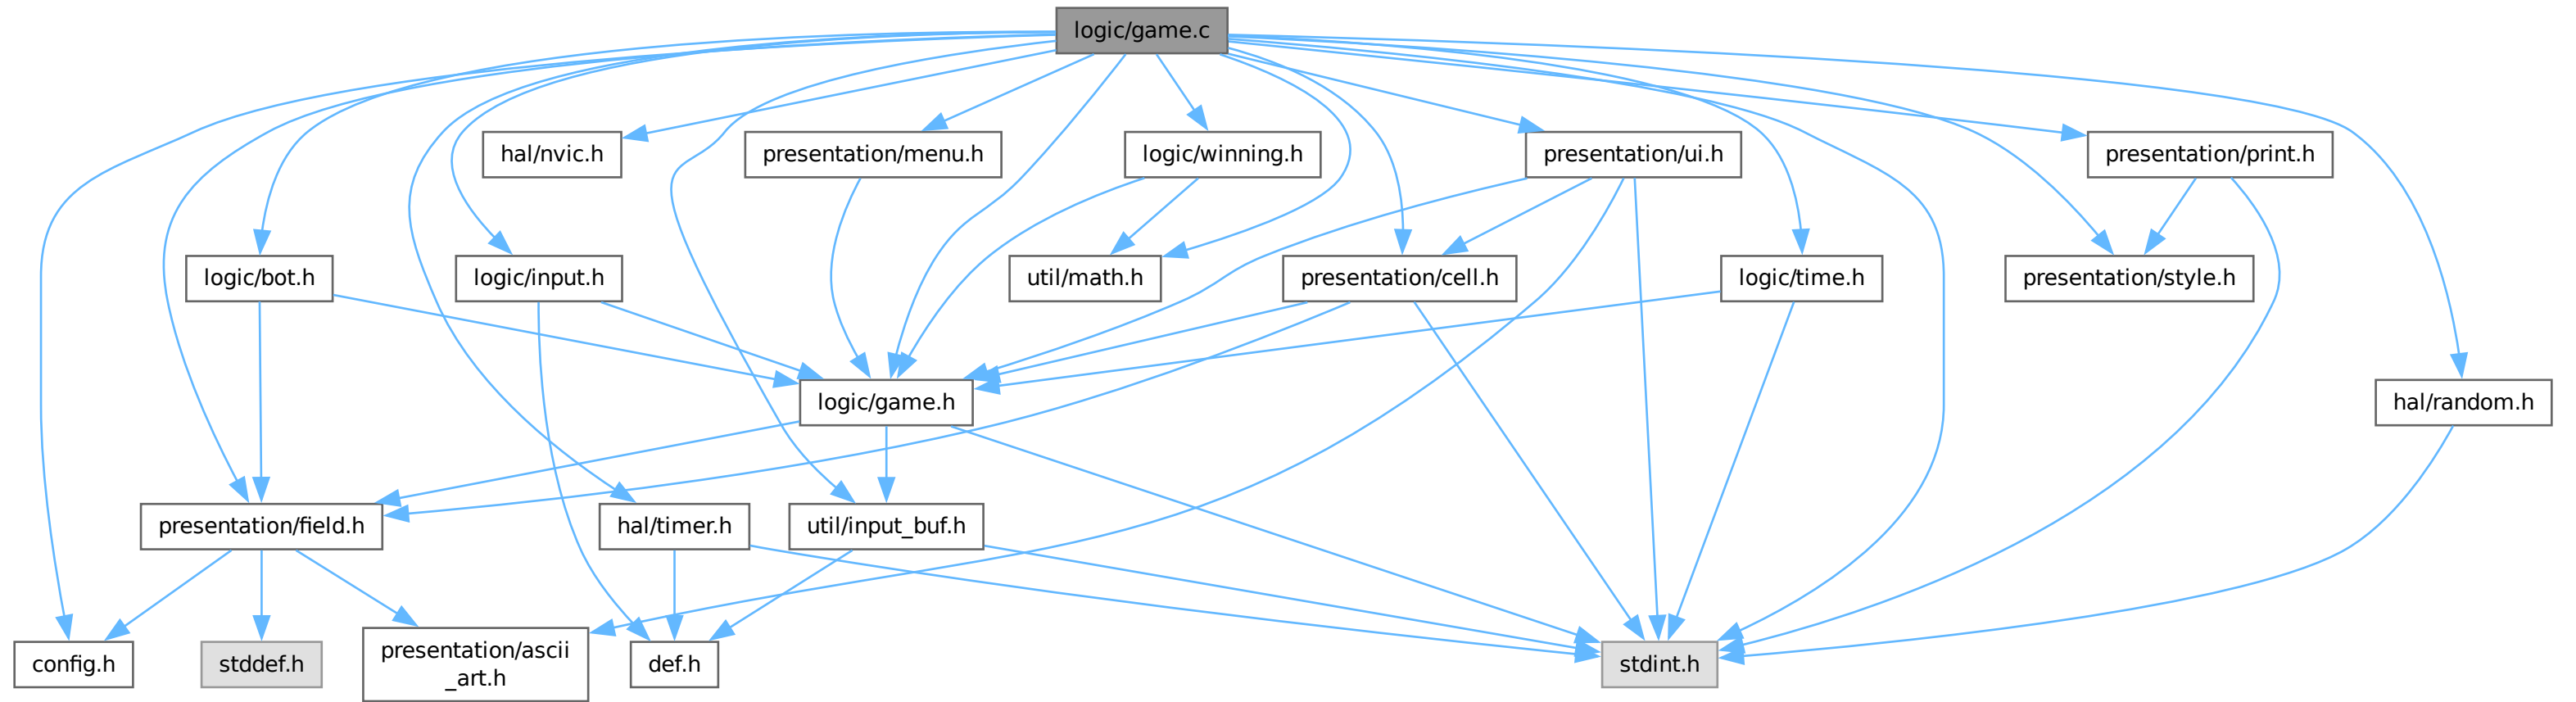 logic/game.c
hal/nvic.h
presentation/menu.h
logic/winning.h
presentation/ui.h
presentation/print.h
logic/bot.h
logic/input.h
util/math.h
presentation/cell.h
logic/time.h
presentation/style.h
logic/game.h
hal/random.h
presentation/field.h
hal/timer.h
util/input_buf.h
config.h
stddef.h
presentation/ascii
_art.h
def.h
stdint.h